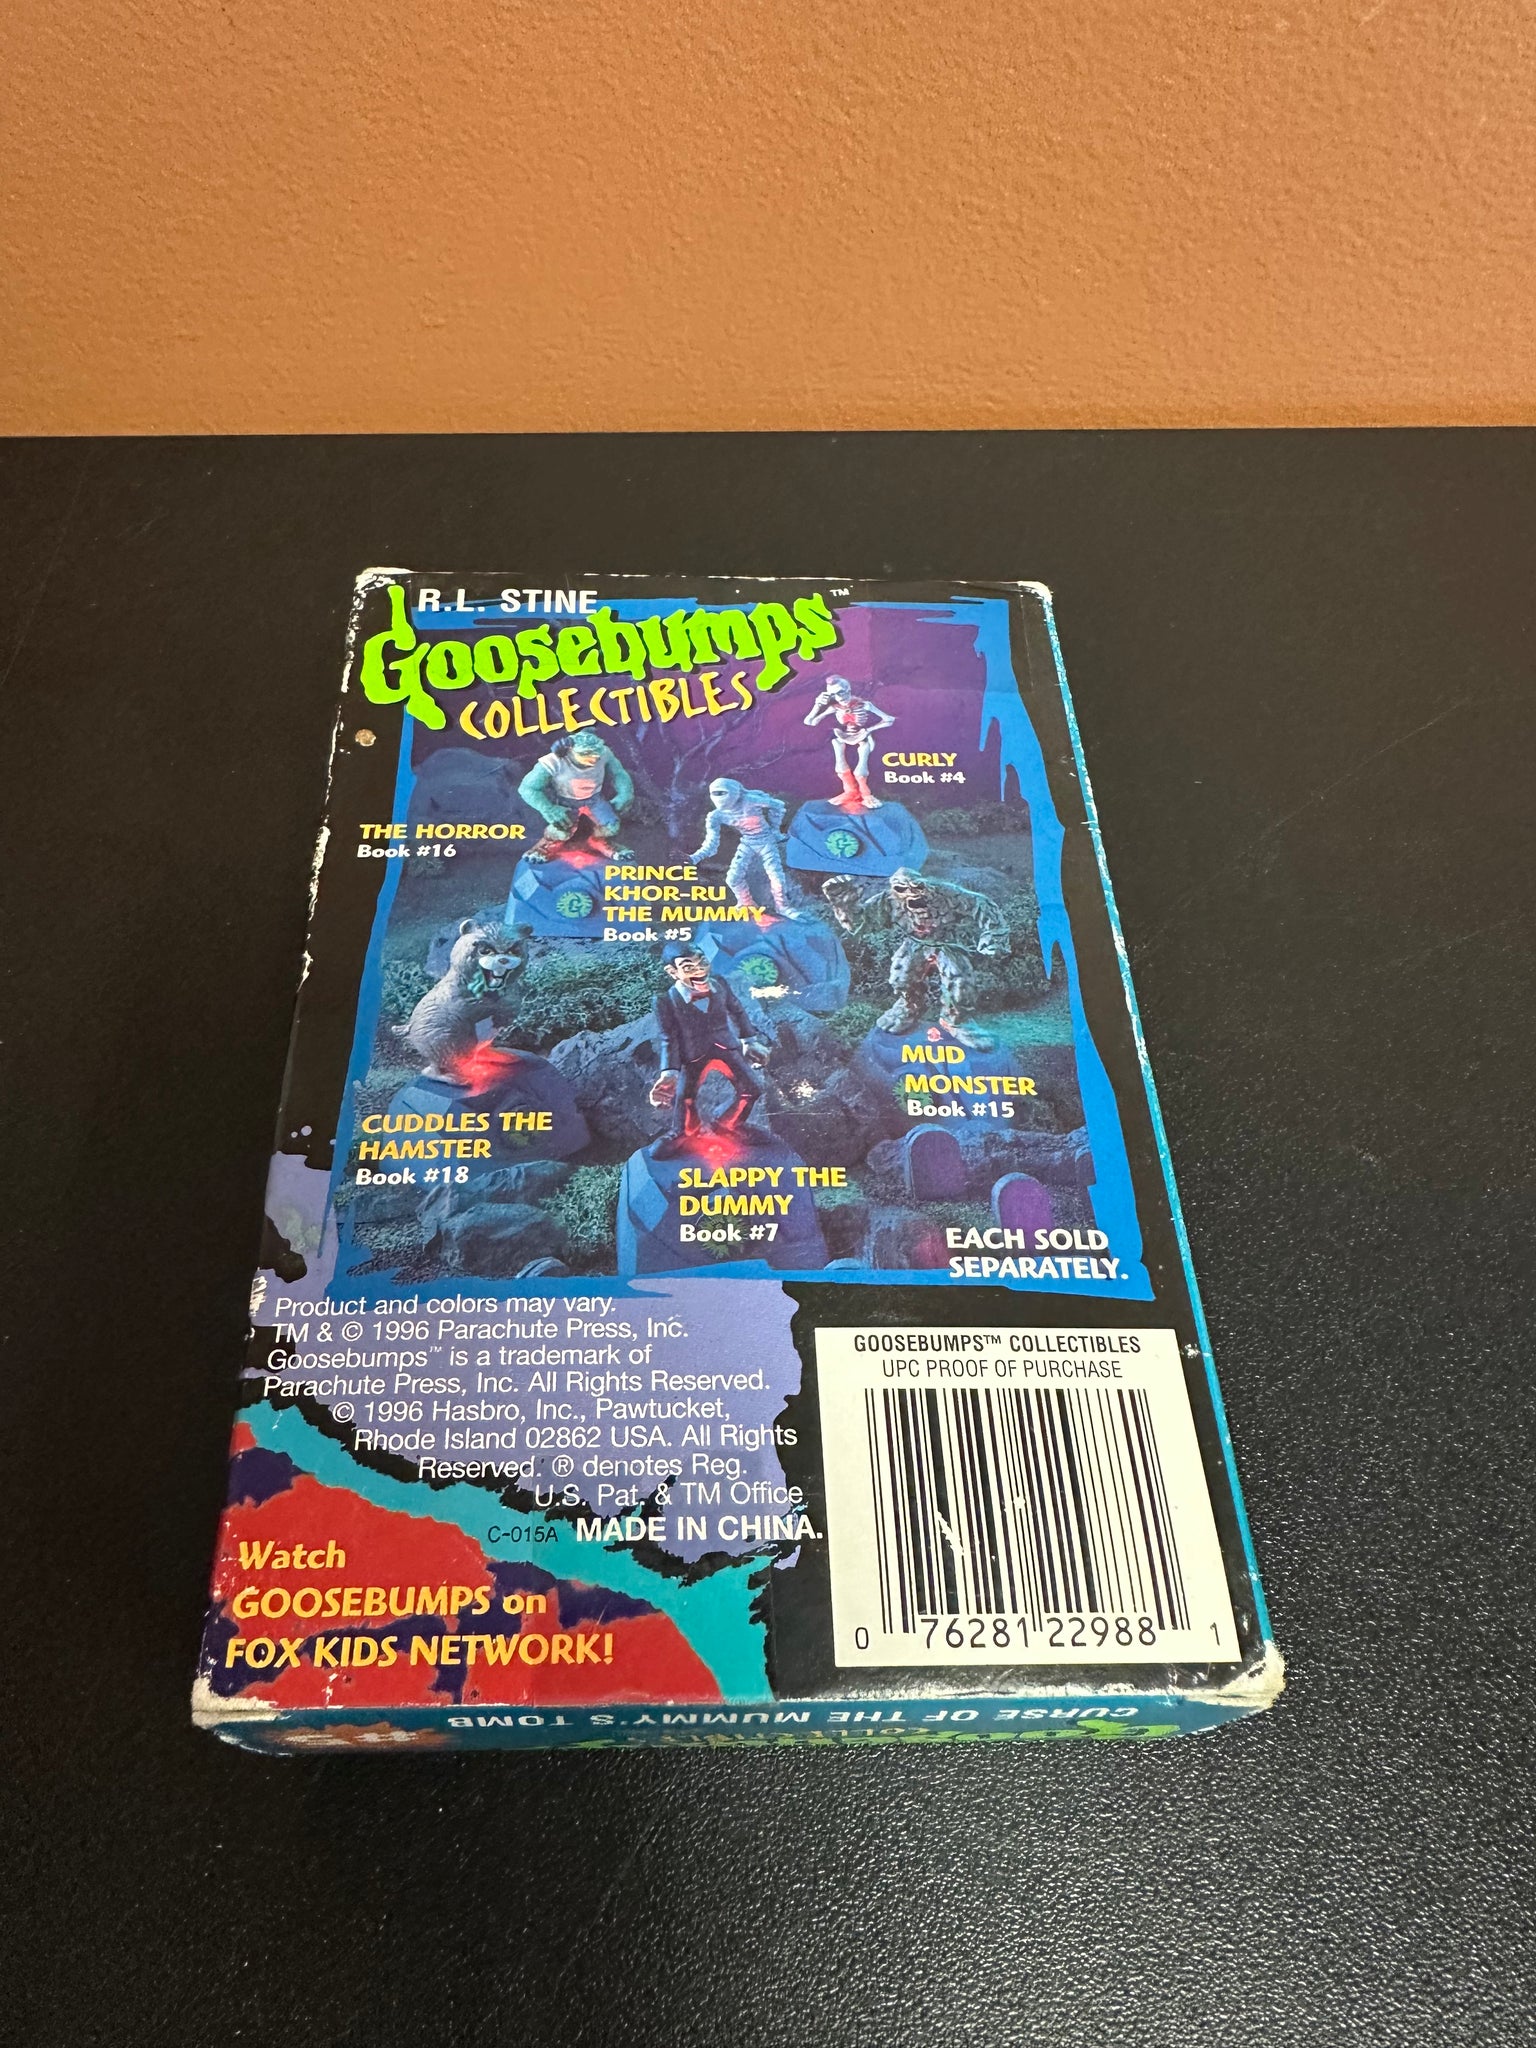 R.L. STINE
Goosebumps™
COLLECTIBLES
CURLY
Book #4
THE HORROR
Book #16
PRINCE
KHOR-RU
THE MUMMY
Book #5
MUD
MONSTER
Book #15
CUDDLES THE
HAMSTER
Book #18
SLAPPY THE
DUMMY
Book #7
EACH SOLD
SEPARATELY.
Product and colors may vary.
TM & © 1996 Parachute Press, Inc.
Goosebumps™ is a trademark of
Parachute Press, Inc. All Rights Reserved.
© 1996 Hasbro, Inc., Pawtucket,
Rhode Island 02862 USA. All Rights
Reserved. ® denotes Reg.
U.S. Pat. & TM Office
C-015A MADE IN CHINA.
GOOSEBUMPS™ COLLECTIBLES
UPC PROOF OF PURCHASE
0 76281 22988 1
Watch
GOOSEBUMPS on
FOX KIDS NETWORK!
CURSE OF THE MUMMY'S TOMB
COLLECTIBLES
Goosebumps